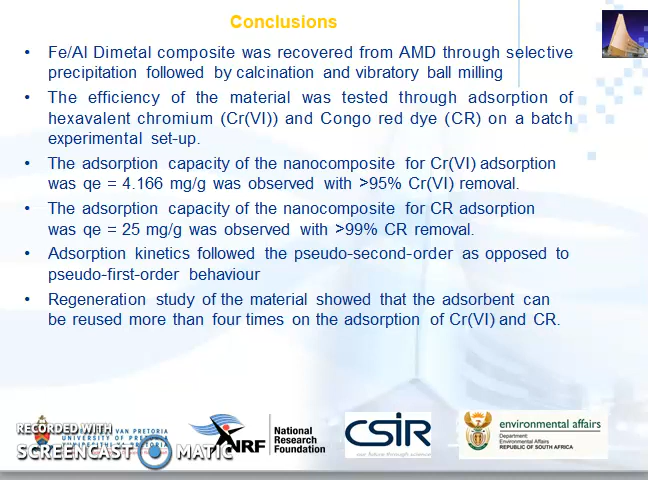 Conclusions
• Fe/Al Dimetal composite was recovered from AMD through selective
precipitation followed by calcination and vibratory ball milling
• The efficiency of the material was tested through adsorption of
hexavalent chromium (Cr(VI)) and Congo red dye (CR) on a batch
experimental set-up.
• The adsorption capacity of the nanocomposite for Cr(VI) adsorption
was qe = 4.166 mg/g was observed with >95% Cr(VI) removal.
• The adsorption capacity of the nanocomposite for CR adsorption
was qe = 25 mg/g was observed with >99% CR removal.
• Adsorption kinetics followed the pseudo-second-order as opposed to
pseudo-first-order behaviour
• Regeneration study of the material showed that the adsorbent can
be reused more than four times on the adsorption of Cr(VI) and CR.
RECORDED WITH
SCREENCAST MATIC
VAN PRETORIA
UNIVERSITY OF PRETORIA
NRF
National
Research
Foundation
CSIR
our future through science
environmental affairs
Department:
Environmental Affairs
REPUBLIC OF SOUTH AFRICA